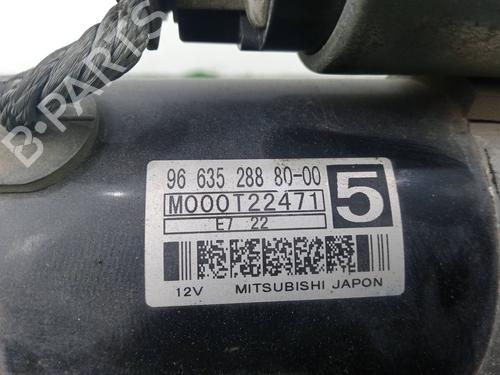 B-PARTS
96 635 288 80-00
M000T22471
5
E7 22
12V MITSUBISHI JAPON